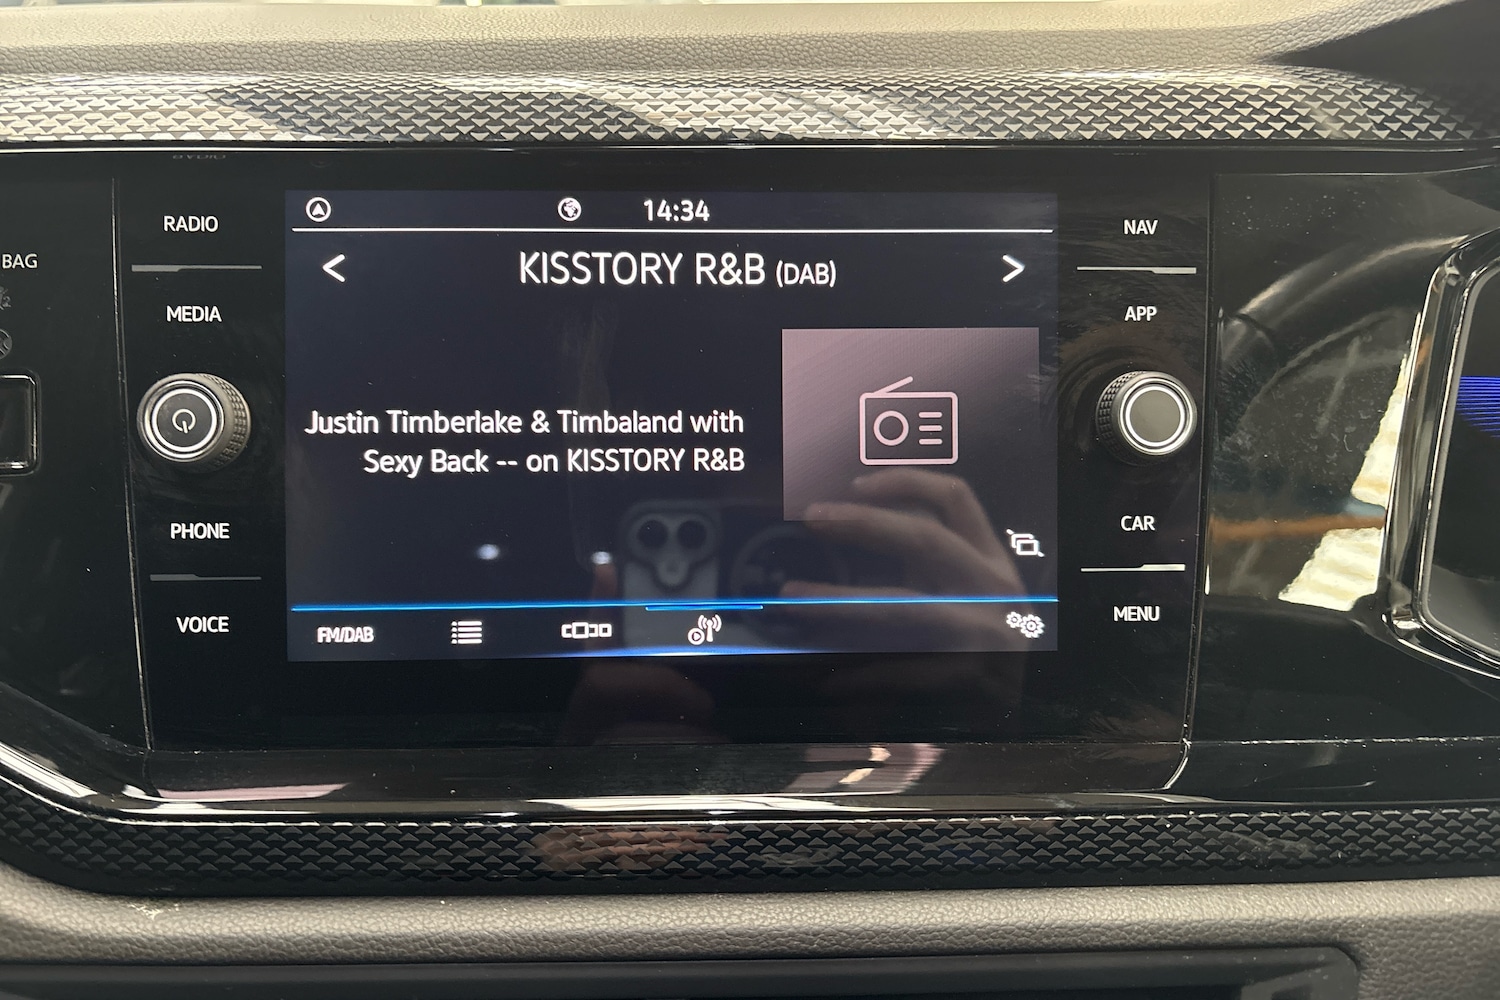 RADIO
MEDIA
PHONE
VOICE
BAG
14:34
< KISSTORY R&B (DAB) >
Justin Timberlake & Timbaland with
Sexy Back -- on KISSTORY R&B
FM/DAB
NAV
APP
CAR
MENU